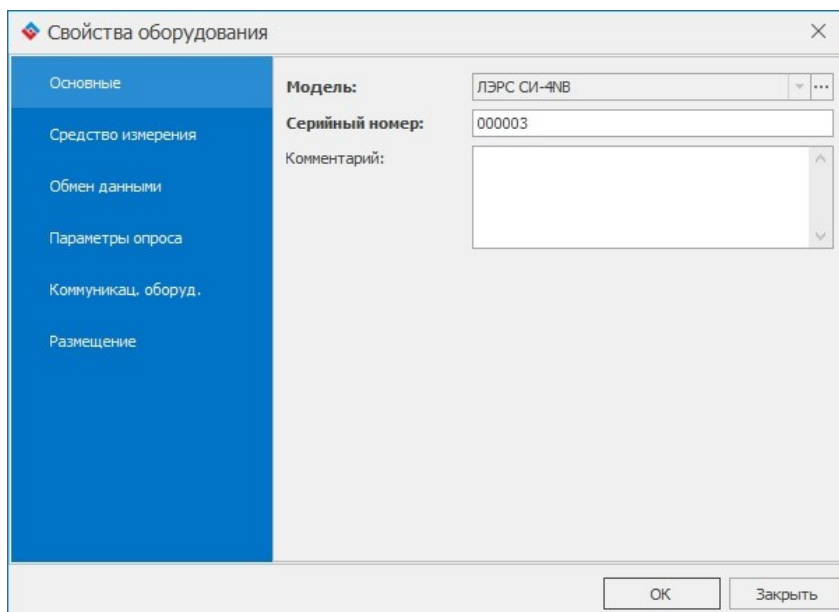 Свойства оборудования
Основные
Средство измерения
Обмен данными
Параметры опроса
Коммуникац. оборуд.
Размещение
Модель: ЛЭРС СИ-4NB
Серийный номер: 000003
Комментарий:
OK Закрыть